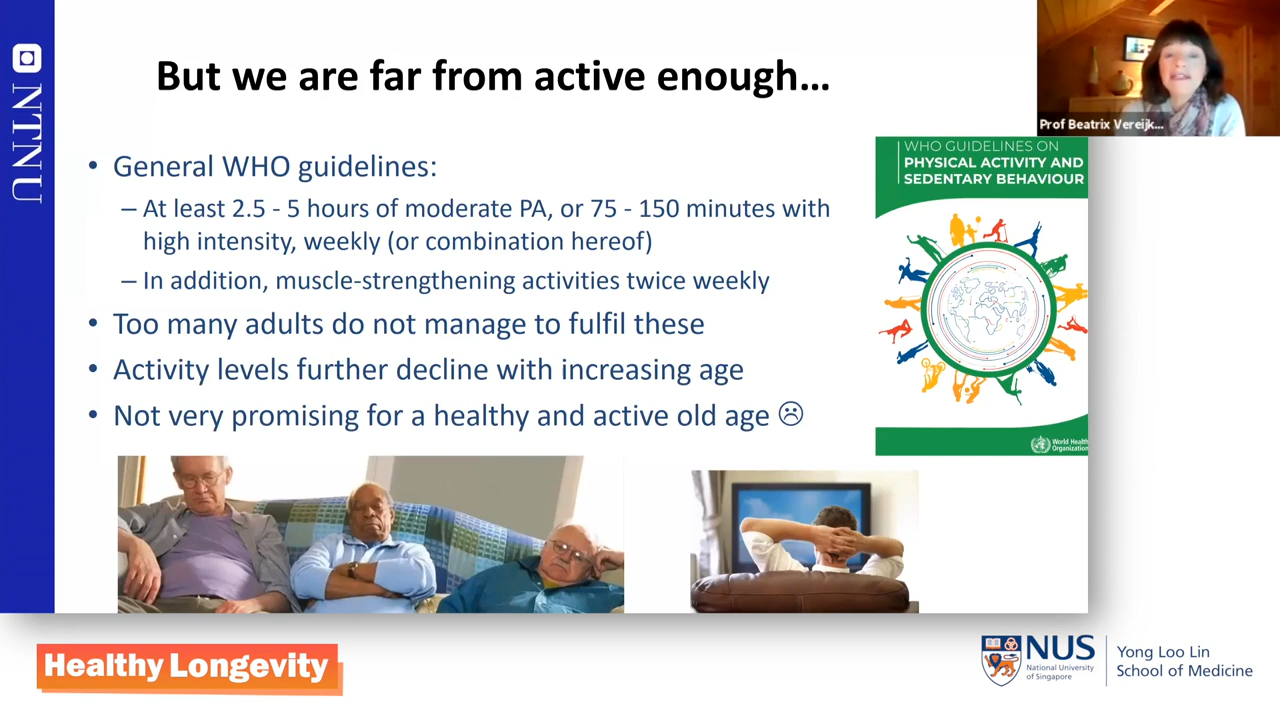 NTNU
But we are far from active enough...
Prof Beatrix Vereijk...
• General WHO guidelines:
– At least 2.5 - 5 hours of moderate PA, or 75 - 150 minutes with
high intensity, weekly (or combination hereof)
– In addition, muscle-strengthening activities twice weekly
• Too many adults do not manage to fulfil these
• Activity levels further decline with increasing age
• Not very promising for a healthy and active old age ☹
WHO GUIDELINES ON
PHYSICAL ACTIVITY AND
SEDENTARY BEHAVIOUR
World Health
Organization
Healthy Longevity
NUS
National University
of Singapore
Yong Loo Lin
School of Medicine